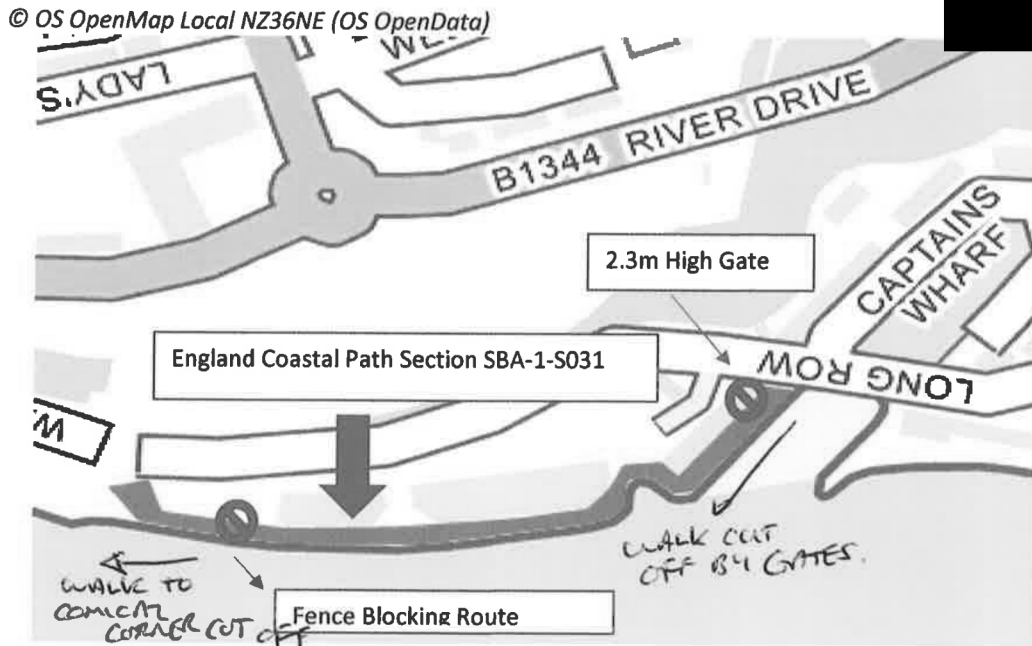 © OS OpenMap Local NZ36NE (OS OpenData)
LADY'S
B1344 RIVER DRIVE
CAPTAINS
WHARF
2.3m High Gate
England Coastal Path Section SBA-1-S031
LONG ROW
WALK CUT
OFF BY GATES.
WALK TO
COMICAL
CORNER CUT OFF
Fence Blocking Route